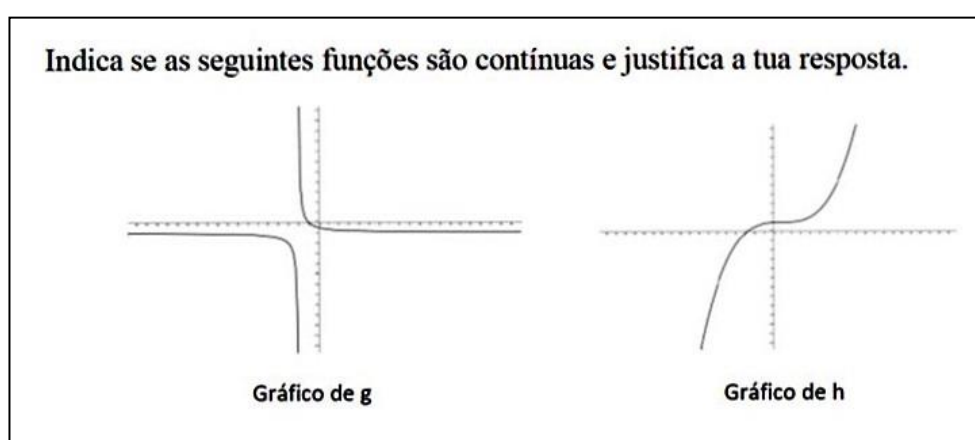 Indica se as seguintes funções são contínuas e justifica a tua resposta.
Gráfico de g
Gráfico de h